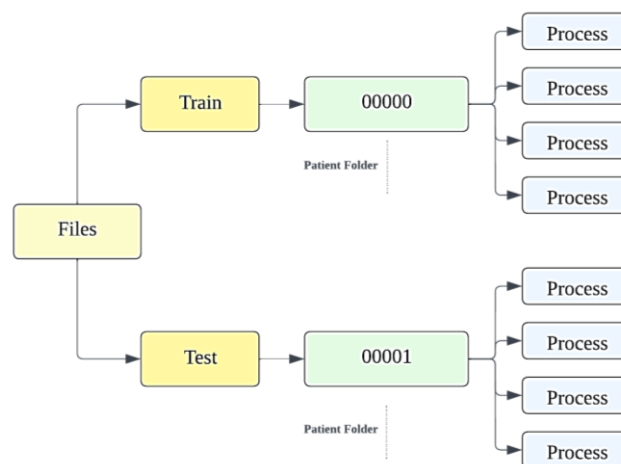 Process
Process
Train
00000
Process
Patient Folder
Process
Files
Process
Process
Test
00001
Process
Patient Folder
Process